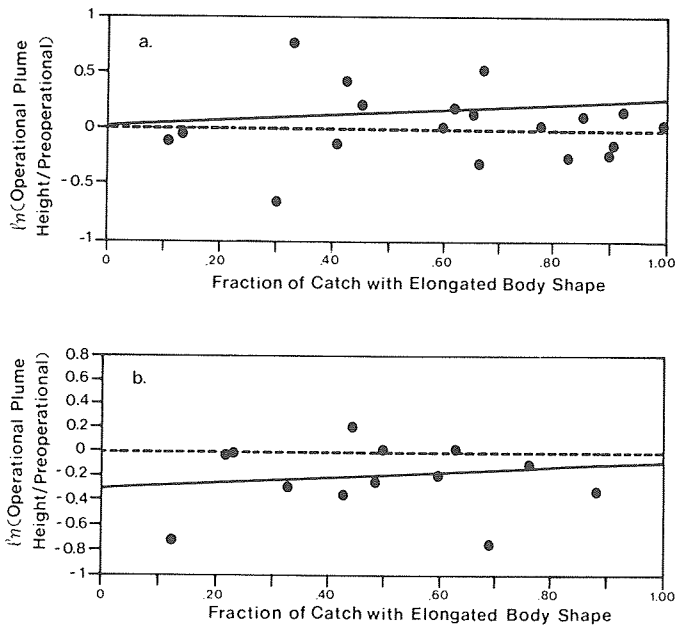 a.
ln(Operational Plume
Height/Preoperational)
1
0.5
0
-0.5
-1
0 .20 .40 .60 .80 1.00
Fraction of Catch with Elongated Body Shape
b.
ln(Operational Plume
Height/Preoperational)
0.8
0.6
0.4
0.2
0
-0.2
-0.4
-0.6
-0.8
-1
0 .20 .40 .60 .80 1.00
Fraction of Catch with Elongated Body Shape